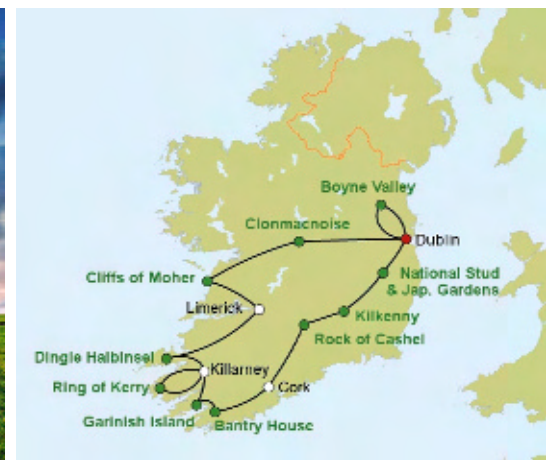 Boyne Valley
Clonmacnoise
Dublin
Cliffs of Moher
National Stud
& Jap. Gardens
Limerick
Kilkenny
Rock of Cashel
Dingle Halbinsel
Killarney
Ring of Kerry
Cork
Garinish Island
Bantry House